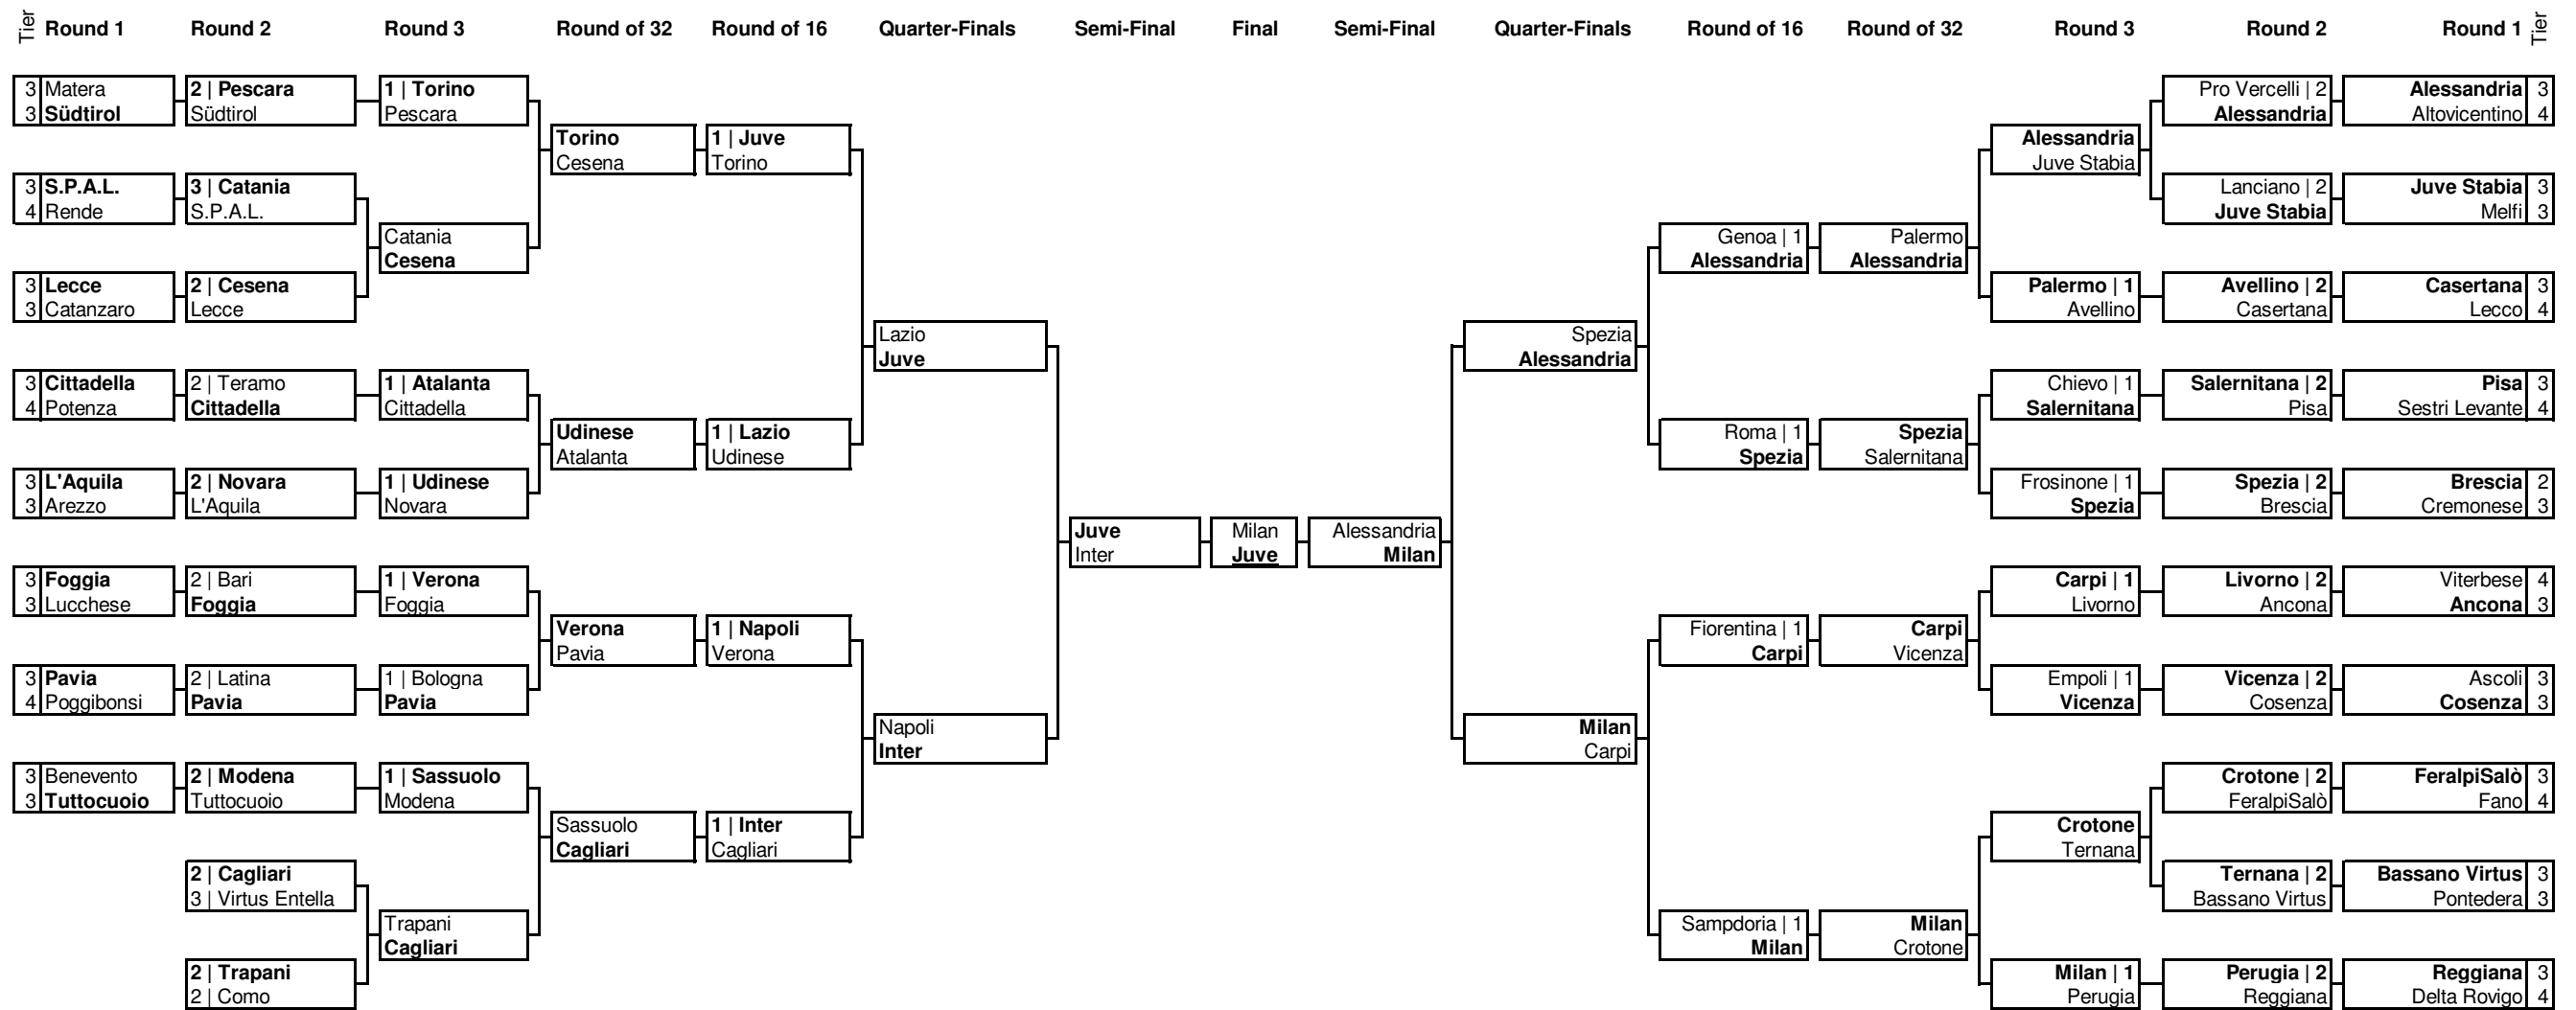 Tier Round 1 Round 2 Round 3 Round of 32 Round of 16 Quarter-Finals Semi-Final Final Semi-Final Quarter-Finals Round of 16 Round of 32 Round 3 Round 2 Round 1 Tier
3 Matera
3 Südtirol
3 S.P.A.L.
4 Rende
3 Lecce
3 Catanzaro
3 Cittadella
4 Potenza
3 L'Aquila
3 Arezzo
3 Foggia
3 Lucchese
3 Pavia
4 Poggibonsi
3 Benevento
3 Tuttocuoio
2 | Pescara
Südtirol
3 | Catania
S.P.A.L.
2 | Cesena
Lecce
2 | Teramo
Cittadella
2 | Novara
L'Aquila
2 | Bari
Foggia
2 | Latina
Pavia
2 | Modena
Tuttocuoio
2 | Cagliari
3 | Virtus Entella
2 | Trapani
2 | Como
1 | Torino
Pescara
Catania
Cesena
1 | Atalanta
Cittadella
1 | Udinese
Novara
1 | Verona
Foggia
1 | Bologna
Pavia
1 | Sassuolo
Modena
Trapani
Cagliari
Torino
Cesena
Udinese
Atalanta
Verona
Pavia
Sassuolo
Cagliari
1 | Juve
Torino
1 | Lazio
Udinese
1 | Napoli
Verona
1 | Inter
Cagliari
Lazio
Juve
Napoli
Inter
Juve
Inter
Milan
Juve
Alessandria
Milan
Spezia
Alessandria
Milan
Carpi
Genoa | 1
Alessandria
Roma | 1
Spezia
Fiorentina | 1
Carpi
Sampdoria | 1
Milan
Palermo
Alessandria
Spezia
Salernitana
Carpi
Vicenza
Milan
Crotone
Alessandria
Juve Stabia
Palermo | 1
Avellino
Chievo | 1
Salernitana
Frosinone | 1
Spezia
Carpi | 1
Livorno
Empoli | 1
Vicenza
Crotone
Ternana
Milan | 1
Perugia
Pro Vercelli | 2
Alessandria
Lanciano | 2
Juve Stabia
Avellino | 2
Casertana
Salernitana | 2
Pisa
Spezia | 2
Brescia
Livorno | 2
Ancona
Vicenza | 2
Cosenza
Crotone | 2
FeralpiSalò
Ternana | 2
Bassano Virtus
Perugia | 2
Reggiana
Alessandria 3
Altovicentino 4
Juve Stabia 3
Melfi 3
Casertana 3
Lecco 4
Pisa 3
Sestri Levante 4
Brescia 2
Cremonese 3
Viterbese 4
Ancona 3
Ascoli 3
Cosenza 3
FeralpiSalò 3
Fano 4
Bassano Virtus 3
Pontedera 3
Reggiana 3
Delta Rovigo 4